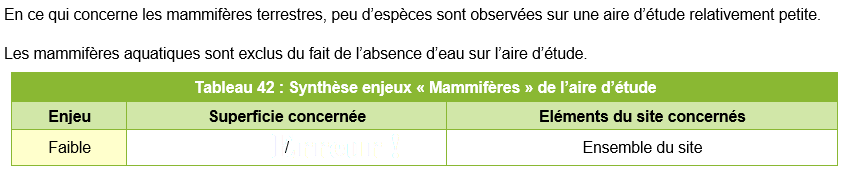 En ce qui concerne les mammifères terrestres, peu d’espèces sont observées sur une aire d’étude relativement petite.
Les mammifères aquatiques sont exclus du fait de l’absence d’eau sur l’aire d’étude.
Tableau 42 : Synthèse enjeux « Mammifères » de l’aire d’étude
Enjeu Superficie concernée Eléments du site concernés
Faible / Ensemble du site